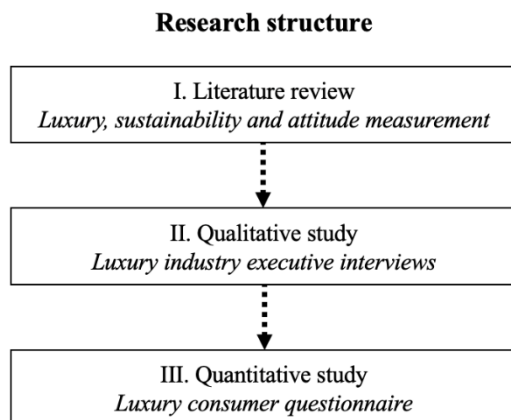 Research structure
I. Literature review
Luxury, sustainability and attitude measurement
II. Qualitative study
Luxury industry executive interviews
III. Quantitative study
Luxury consumer questionnaire